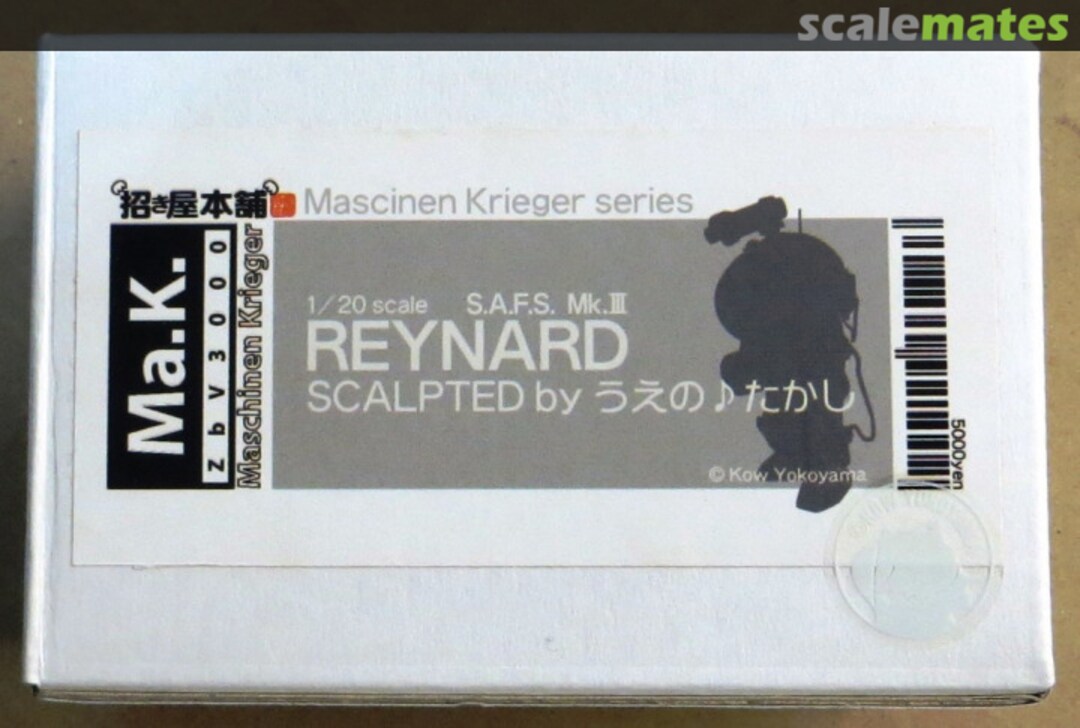 scalemates
招き屋本舗 Mascinen Krieger series
Ma.K.
ZbV3000
Maschinen Krieger
1/20 scale S.A.F.S. Mk.Ⅲ
REYNARD
SCALPTED by うえの♪たかし
© Kow Yokoyama
5000yen